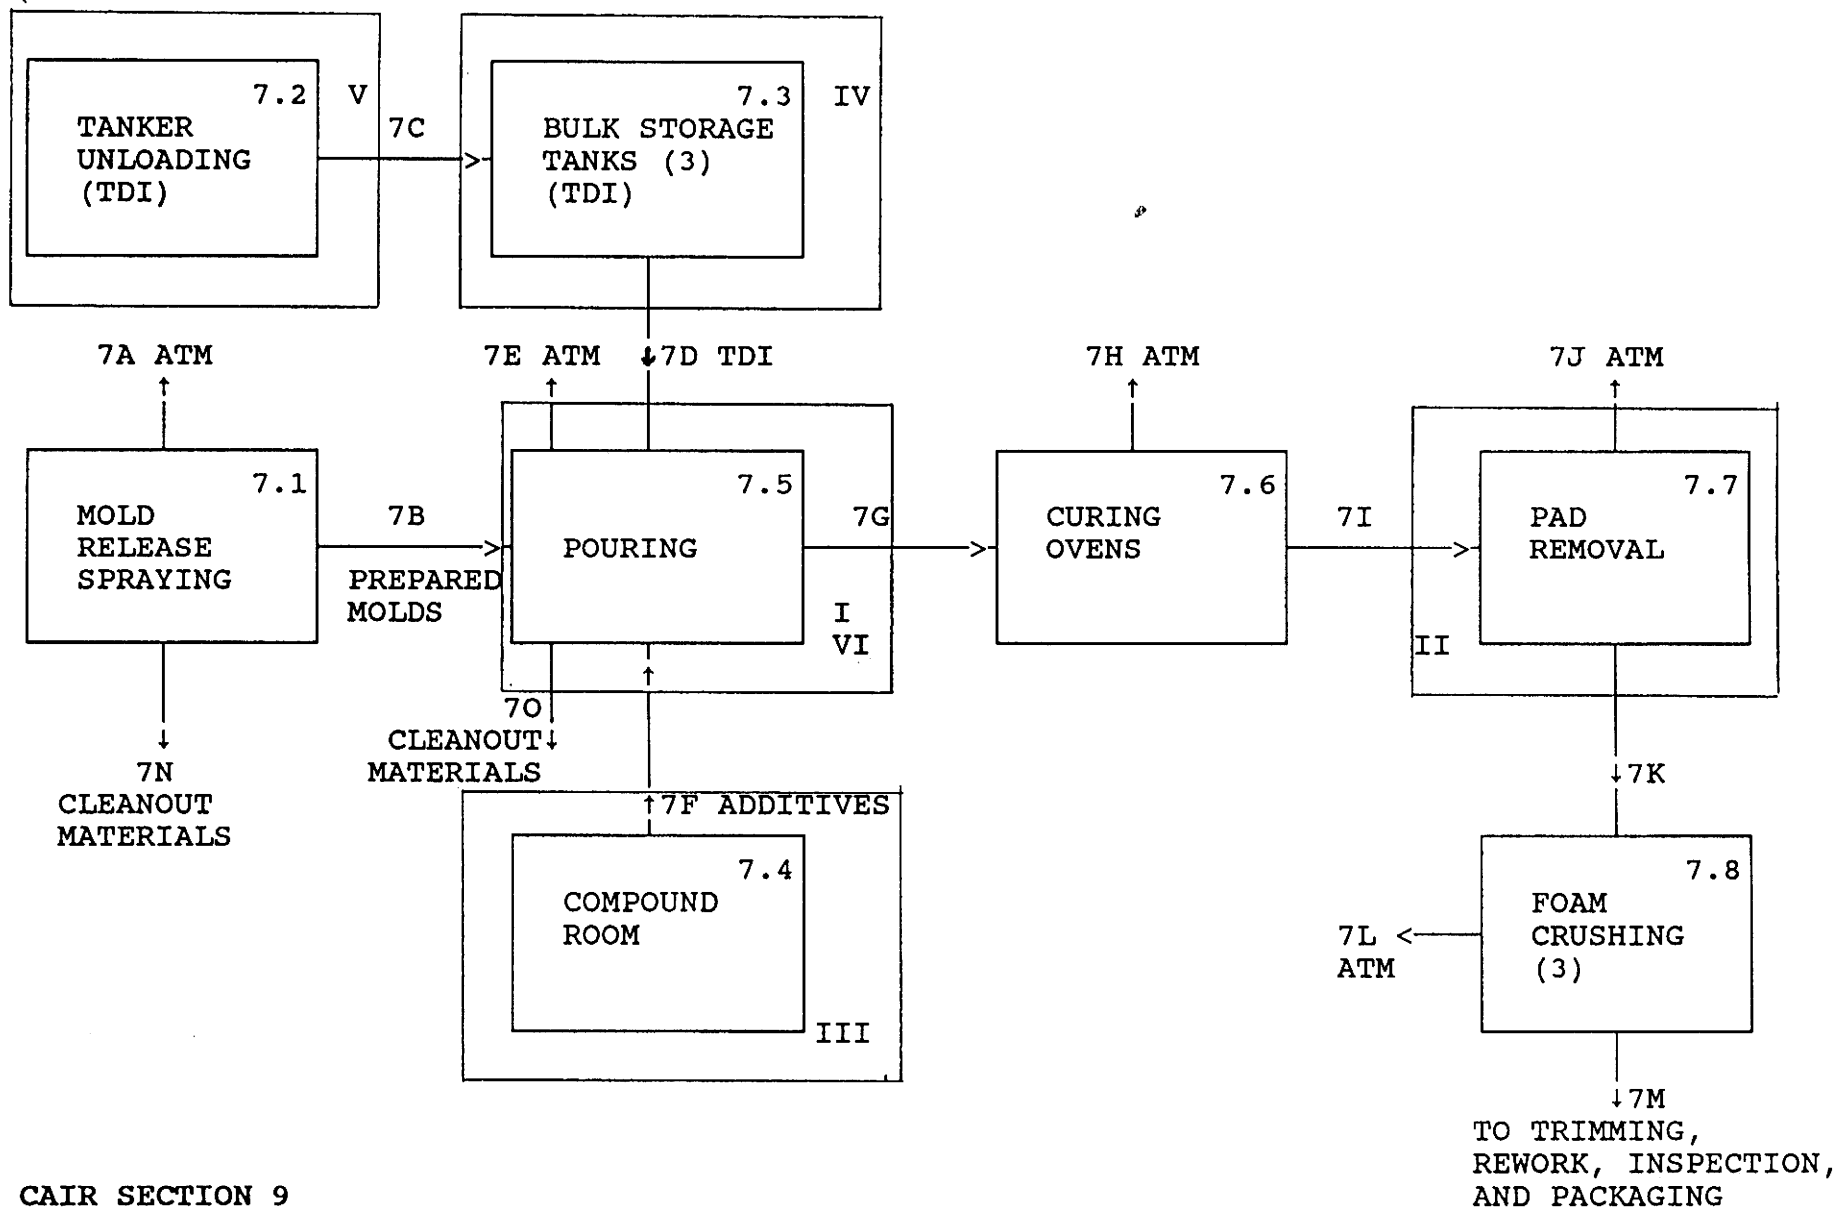 7.2
V
TANKER
UNLOADING
(TDI)
7C
7.3
IV
BULK STORAGE
TANKS (3)
(TDI)
7A ATM
7E ATM
7D TDI
7H ATM
7J ATM
7.1
MOLD
RELEASE
SPRAYING
7B
PREPARED
MOLDS
7.5
POURING
I
VI
7G
7.6
CURING
OVENS
7I
7.7
PAD
REMOVAL
II
7N
CLEANOUT
MATERIALS
7O
CLEANOUT
MATERIALS
7F ADDITIVES
7.4
COMPOUND
ROOM
III
7K
7.8
FOAM
CRUSHING
(3)
7L
ATM
7M
TO TRIMMING,
REWORK, INSPECTION,
AND PACKAGING
CAIR SECTION 9